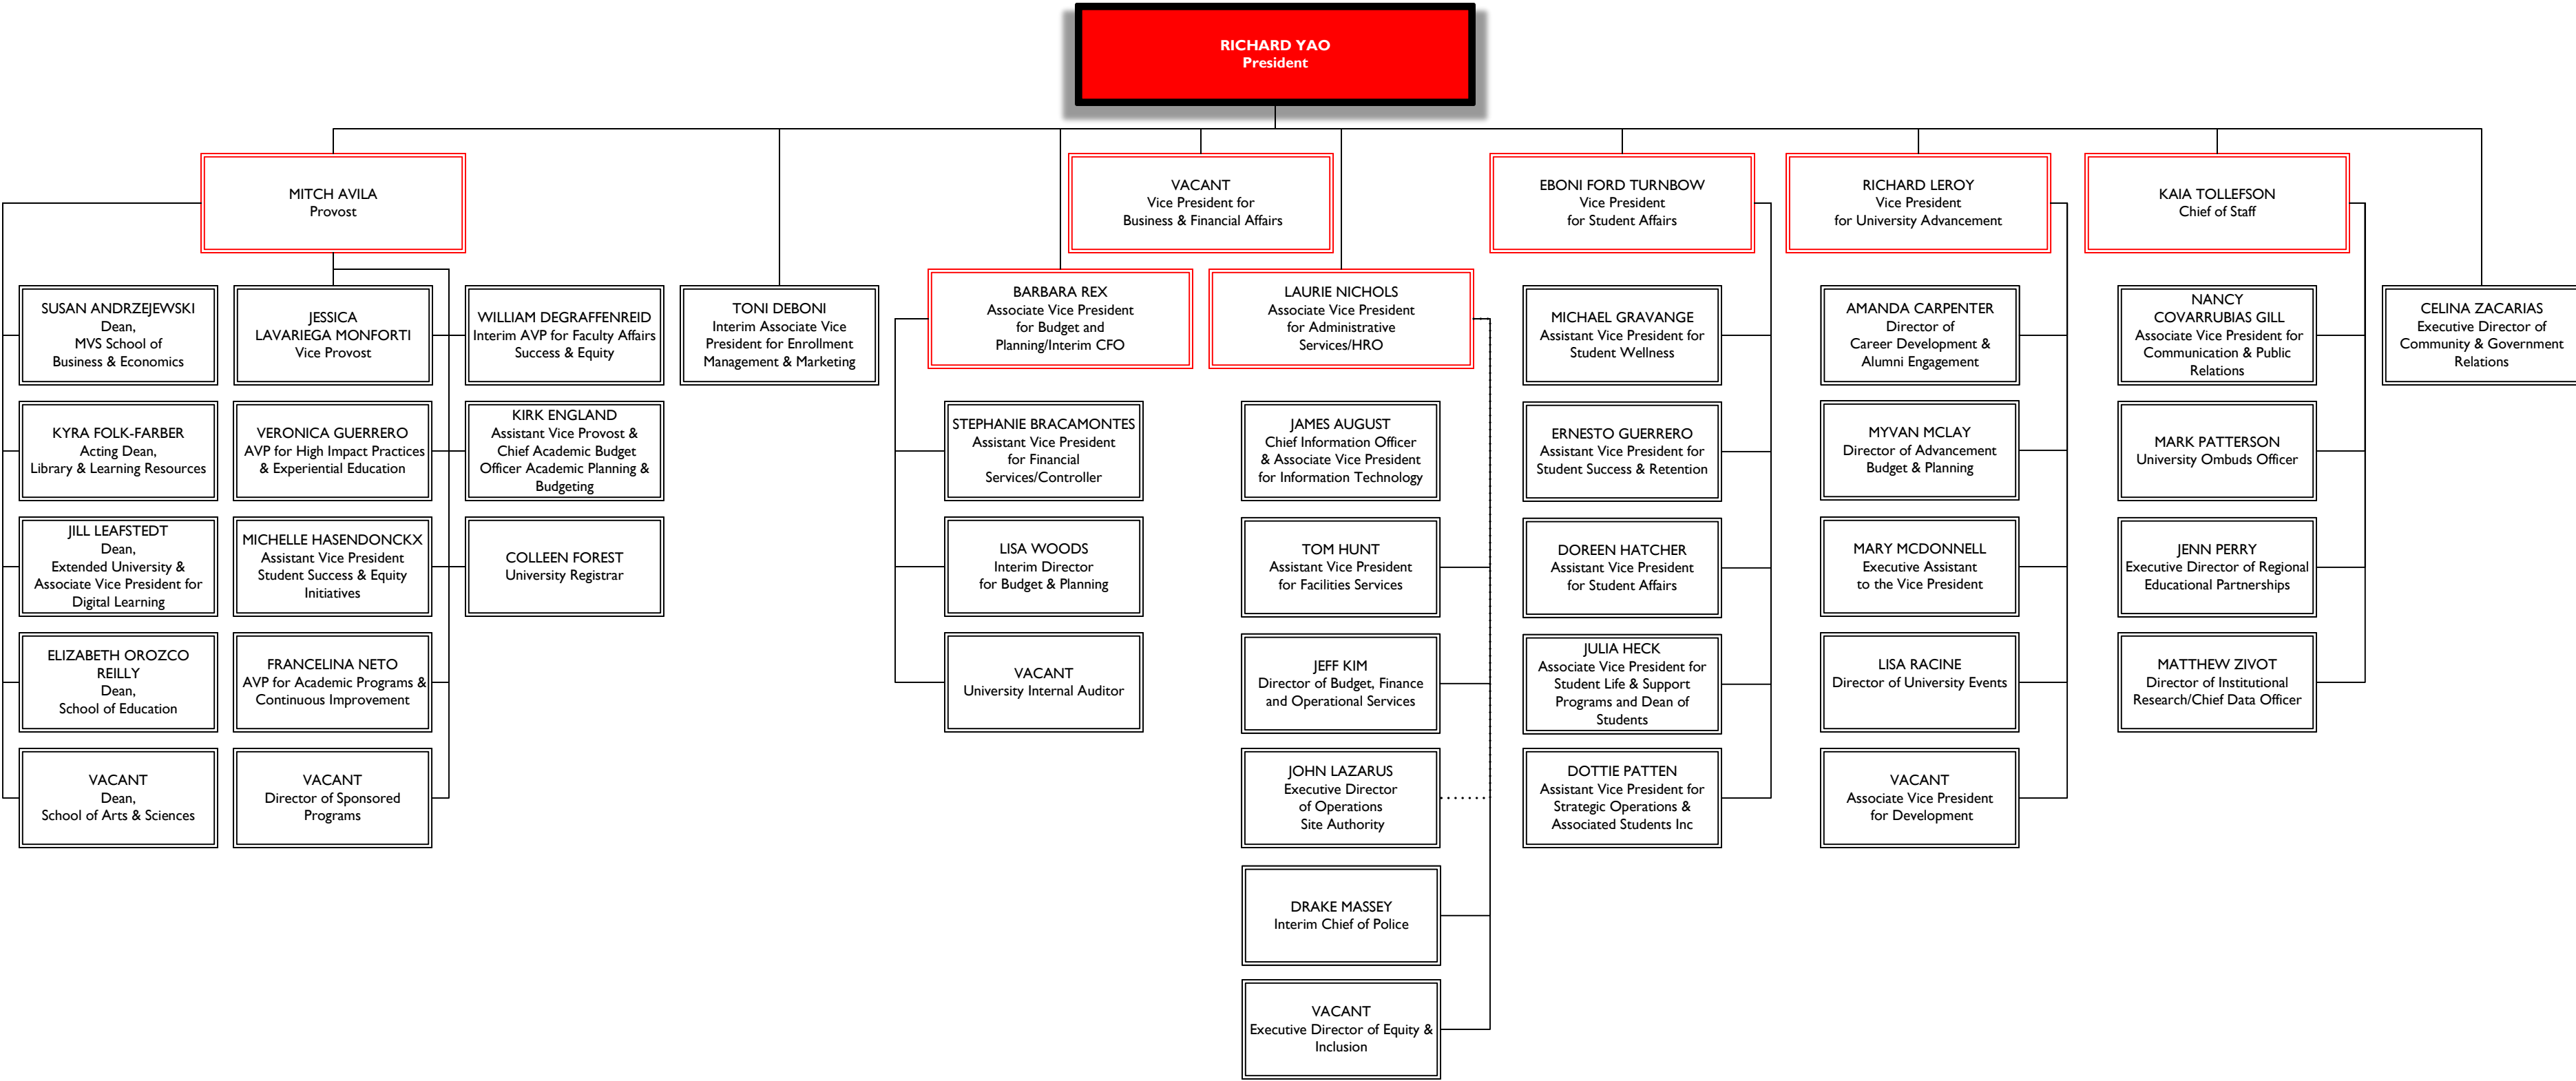 RICHARD YAO
President
MITCH AVILA
Provost
VACANT
Vice President for
Business & Financial Affairs
EBONI FORD TURNBOW
Vice President
for Student Affairs
RICHARD LEROY
Vice President
for University Advancement
KAIA TOLLEFSON
Chief of Staff
SUSAN ANDRZEJEWSKI
Dean,
MVS School of
Business & Economics
JESSICA
LAVARIEGA MONFORTI
Vice Provost
WILLIAM DEGRAFFENREID
Interim AVP for Faculty Affairs
Success & Equity
TONI DEBONI
Interim Associate Vice
President for Enrollment
Management & Marketing
BARBARA REX
Associate Vice President
for Budget and
Planning/Interim CFO
LAURIE NICHOLS
Associate Vice President
for Administrative
Services/HRO
MICHAEL GRAVANGE
Assistant Vice President for
Student Wellness
AMANDA CARPENTER
Director of
Career Development &
Alumni Engagement
NANCY
COVARRUBIAS GILL
Associate Vice President for
Communication & Public
Relations
CELINA ZACARIAS
Executive Director of
Community & Government
Relations
KYRA FOLK-FARBER
Acting Dean,
Library & Learning Resources
VERONICA GUERRERO
AVP for High Impact Practices
& Experiential Education
KIRK ENGLAND
Assistant Vice Provost &
Chief Academic Budget
Officer Academic Planning &
Budgeting
STEPHANIE BRACAMONTES
Assistant Vice President
for Financial
Services/Controller
JAMES AUGUST
Chief Information Officer
& Associate Vice President
for Information Technology
ERNESTO GUERRERO
Assistant Vice President for
Student Success & Retention
MYVAN MCLAY
Director of Advancement
Budget & Planning
MARK PATTERSON
University Ombuds Officer
JILL LEAFSTEDT
Dean,
Extended University &
Associate Vice President for
Digital Learning
MICHELLE HASENDONCKX
Assistant Vice President
Student Success & Equity
Initiatives
COLLEEN FOREST
University Registrar
LISA WOODS
Interim Director
for Budget & Planning
TOM HUNT
Assistant Vice President
for Facilities Services
DOREEN HATCHER
Assistant Vice President
for Student Affairs
MARY MCDONNELL
Executive Assistant
to the Vice President
JENN PERRY
Executive Director of Regional
Educational Partnerships
ELIZABETH OROZCO
REILLY
Dean,
School of Education
FRANCELINA NETO
AVP for Academic Programs &
Continuous Improvement
VACANT
University Internal Auditor
JEFF KIM
Director of Budget, Finance
and Operational Services
JULIA HECK
Associate Vice President for
Student Life & Support
Programs and Dean of
Students
LISA RACINE
Director of University Events
MATTHEW ZIVOT
Director of Institutional
Research/Chief Data Officer
VACANT
Dean,
School of Arts & Sciences
VACANT
Director of Sponsored
Programs
JOHN LAZARUS
Executive Director
of Operations
Site Authority
DOTTIE PATTEN
Assistant Vice President for
Strategic Operations &
Associated Students Inc
VACANT
Associate Vice President
for Development
DRAKE MASSEY
Interim Chief of Police
VACANT
Executive Director of Equity &
Inclusion